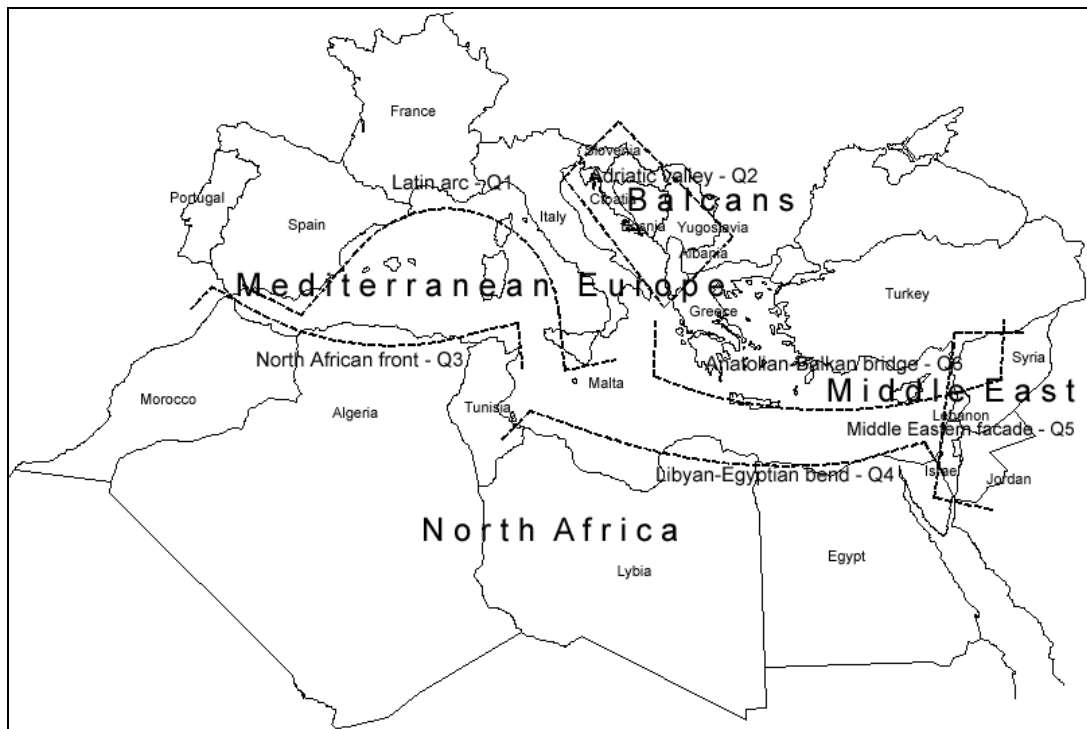 France
Slovenia
Adriatic valley - Q2
Latin arc - Q1
Portugal
Croatia
Balcans
Italy
Spain
Bosnia
Yugoslavia
Albania
Mediterranean Europe
Turkey
Greece
North African front - Q3
Anatolian-Balkan bridge - Q6
Syria
Malta
Middle East
Morocco
Algeria
Tunisia
Lebanon
Middle Eastern facade - Q5
Libyan-Egyptian bend - Q4
Israel
Jordan
North Africa
Egypt
Lybia